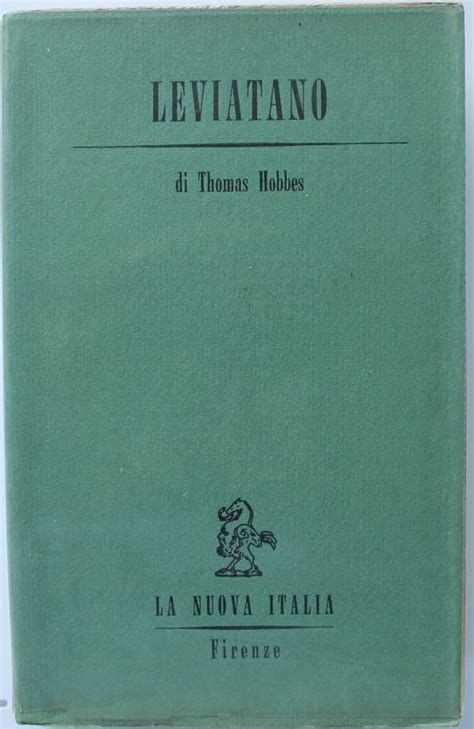 LEVIATANO
di Thomas Hobbes
LA NUOVA ITALIA
Firenze